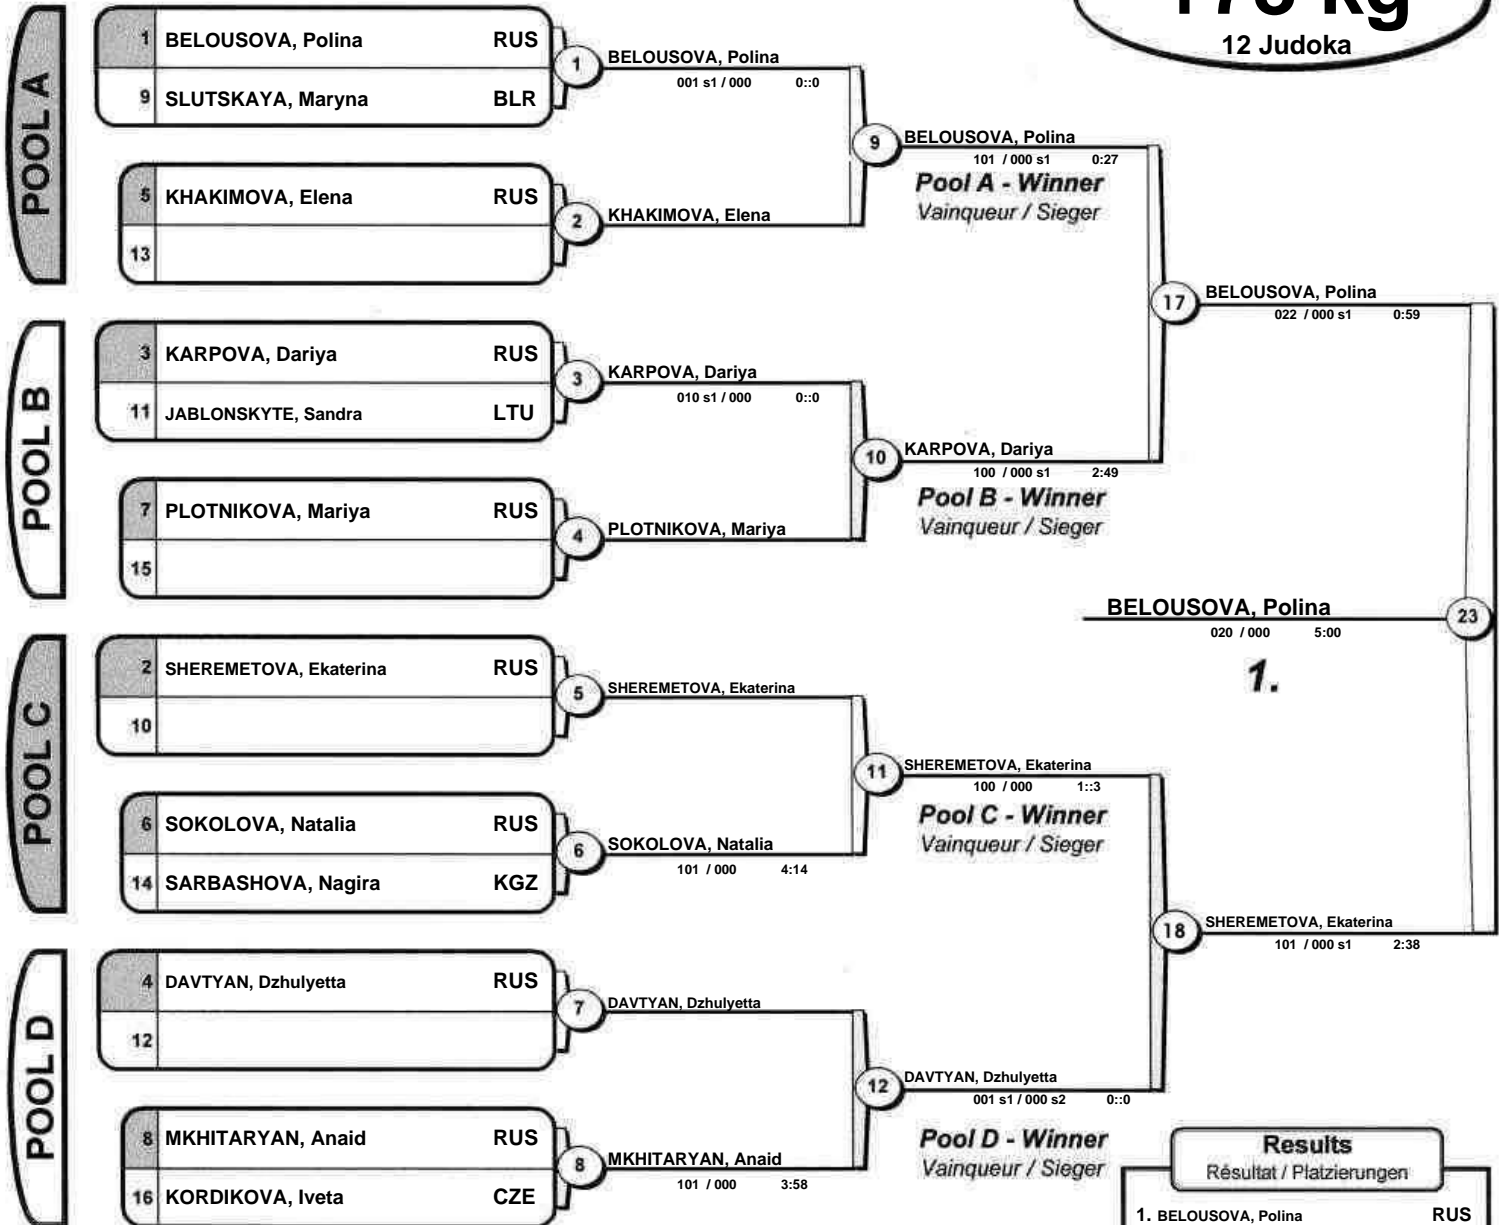 12 Judoka
POOL A
1 BELOUSOVA, Polina RUS
9 SLUTSKAYA, Maryna BLR
1
BELOUSOVA, Polina
001 s1 / 000 0::0
5 KHAKIMOVA, Elena RUS
13
2
KHAKIMOVA, Elena
9
BELOUSOVA, Polina
101 / 000 s1 0:27
Pool A - Winner
Vainqueur / Sieger
POOL B
3 KARPOVA, Dariya RUS
11 JABLONSKYTE, Sandra LTU
3
KARPOVA, Dariya
010 s1 / 000 0::0
7 PLOTNIKOVA, Mariya RUS
15
4
PLOTNIKOVA, Mariya
10
KARPOVA, Dariya
100 / 000 s1 2:49
Pool B - Winner
Vainqueur / Sieger
17
BELOUSOVA, Polina
022 / 000 s1 0:59
BELOUSOVA, Polina
020 / 000 5:00
23
1.
POOL C
2 SHEREMETOVA, Ekaterina RUS
10
5
SHEREMETOVA, Ekaterina
6 SOKOLOVA, Natalia RUS
14 SARBASHOVA, Nagira KGZ
6
SOKOLOVA, Natalia
101 / 000 4:14
11
SHEREMETOVA, Ekaterina
100 / 000 1::3
Pool C - Winner
Vainqueur / Sieger
18
SHEREMETOVA, Ekaterina
101 / 000 s1 2:38
POOL D
4 DAVTYAN, Dzhulyetta RUS
12
7
DAVTYAN, Dzhulyetta
8 MKHITARYAN, Anaid RUS
16 KORDIKOVA, Iveta CZE
8
MKHITARYAN, Anaid
101 / 000 3:58
12
DAVTYAN, Dzhulyetta
001 s1 / 000 s2 0::0
Pool D - Winner
Vainqueur / Sieger
Results
Résultat / Platzierungen
1. BELOUSOVA, Polina RUS